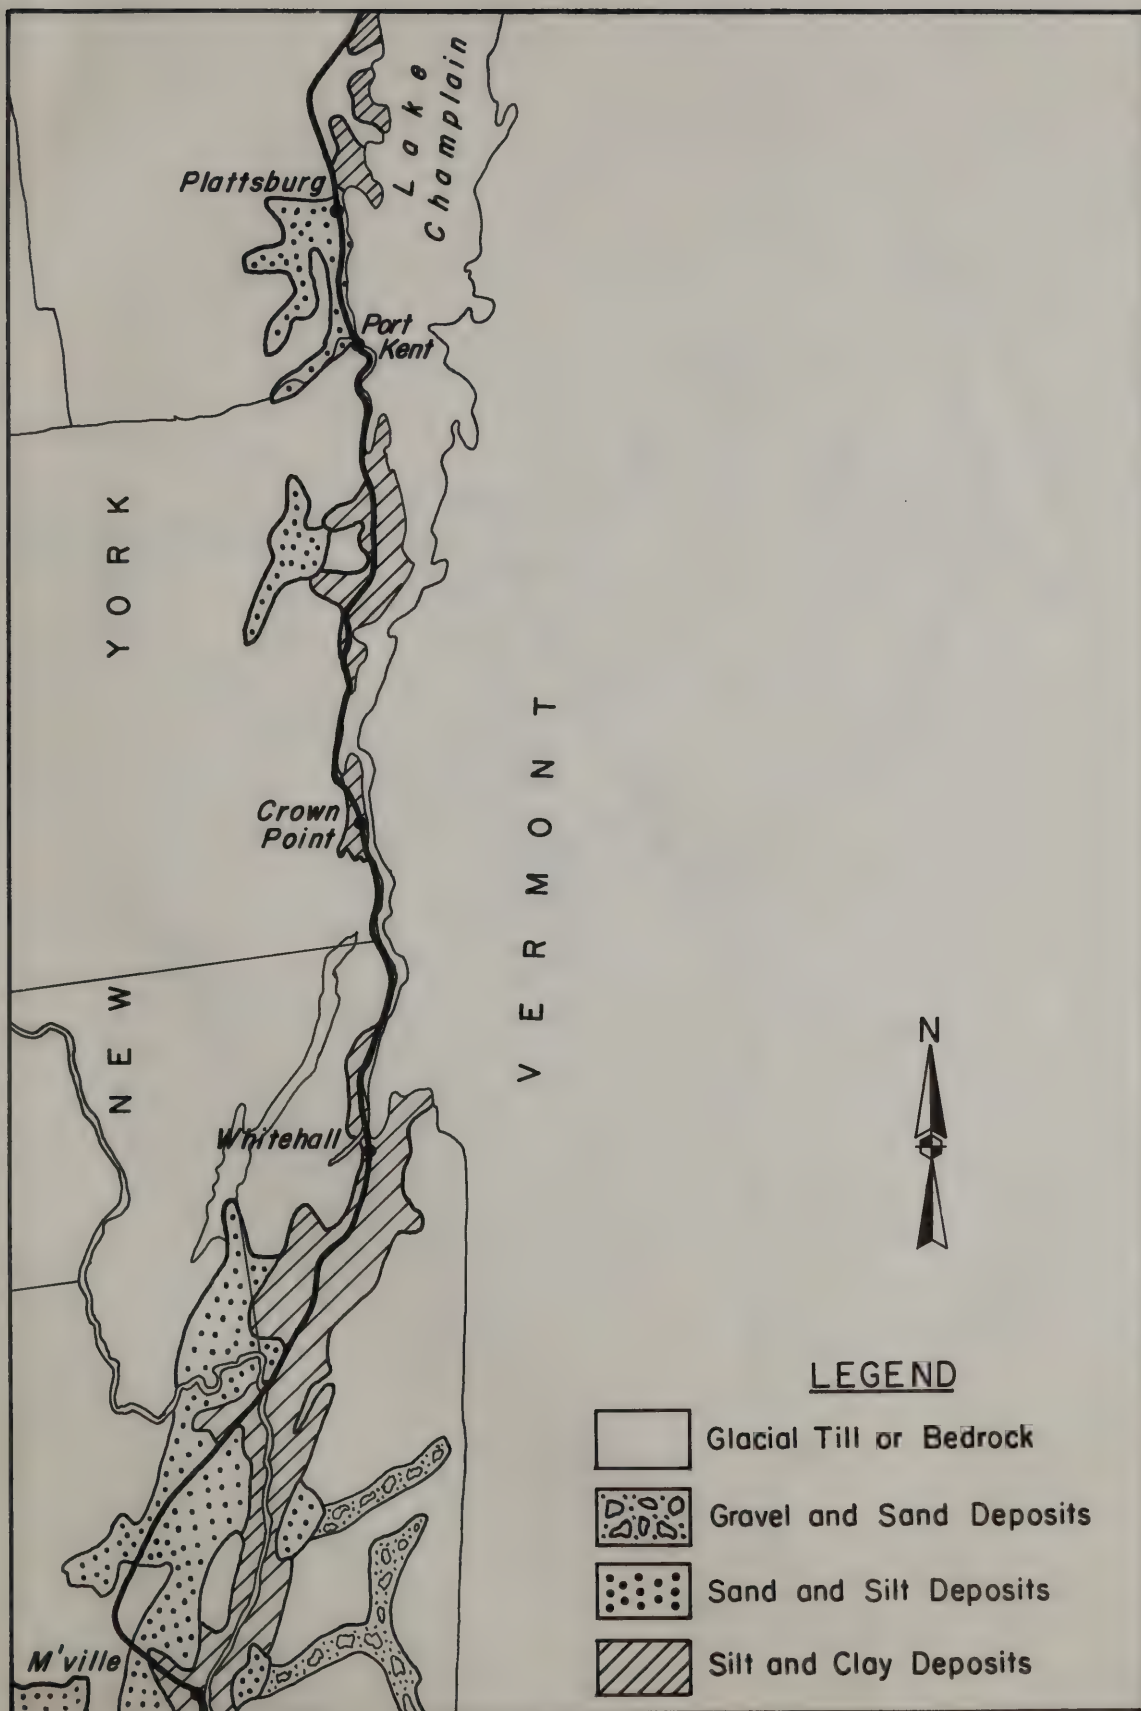 Lake
Champlain
Plattsburg
Port
Kent
NEW YORK
VERMONT
Crown
Point
N
Whitehall
M'ville
LEGEND
Glacial Till or Bedrock
Gravel and Sand Deposits
Sand and Silt Deposits
Silt and Clay Deposits